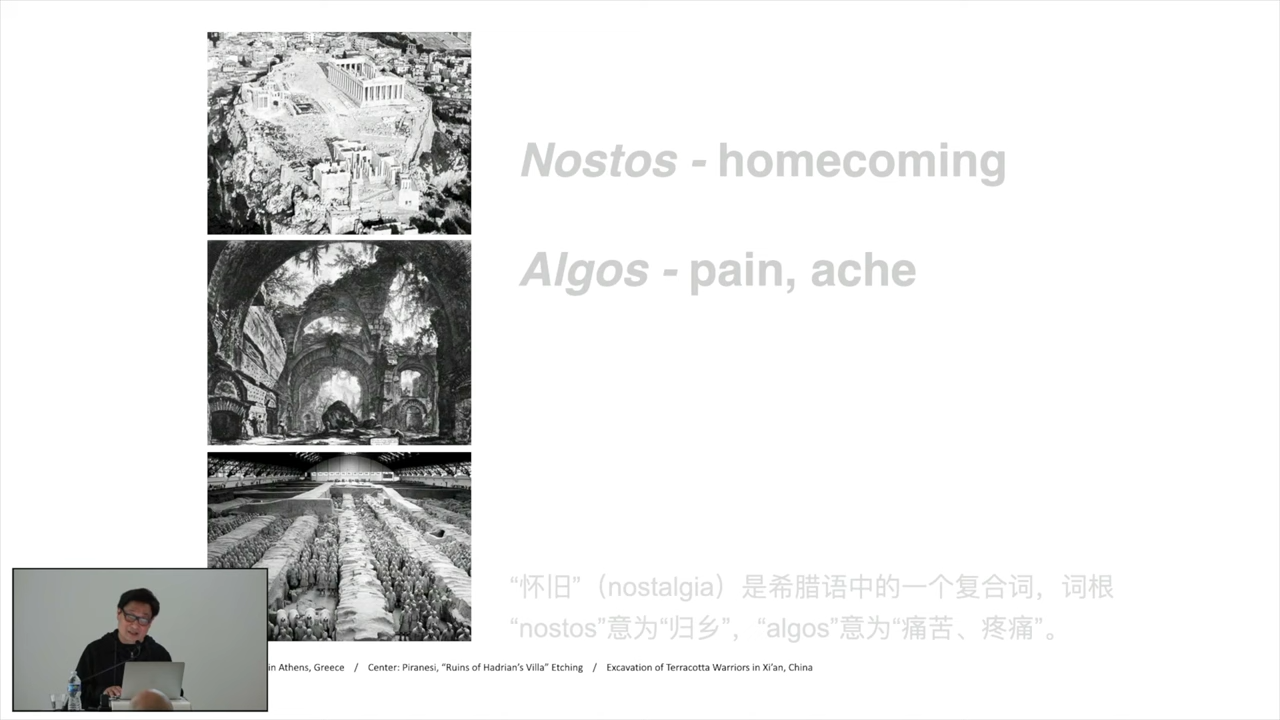 Nostos - homecoming
Algos - pain, ache
“怀旧”（nostalgia）是希腊语中的一个复合词，词根
“nostos”意为“归乡”，“algos”意为“痛苦、疼痛”。
in Athens, Greece / Center: Piranesi, “Ruins of Hadrian’s Villa” Etching / Excavation of Terracotta Warriors in Xi’an, China